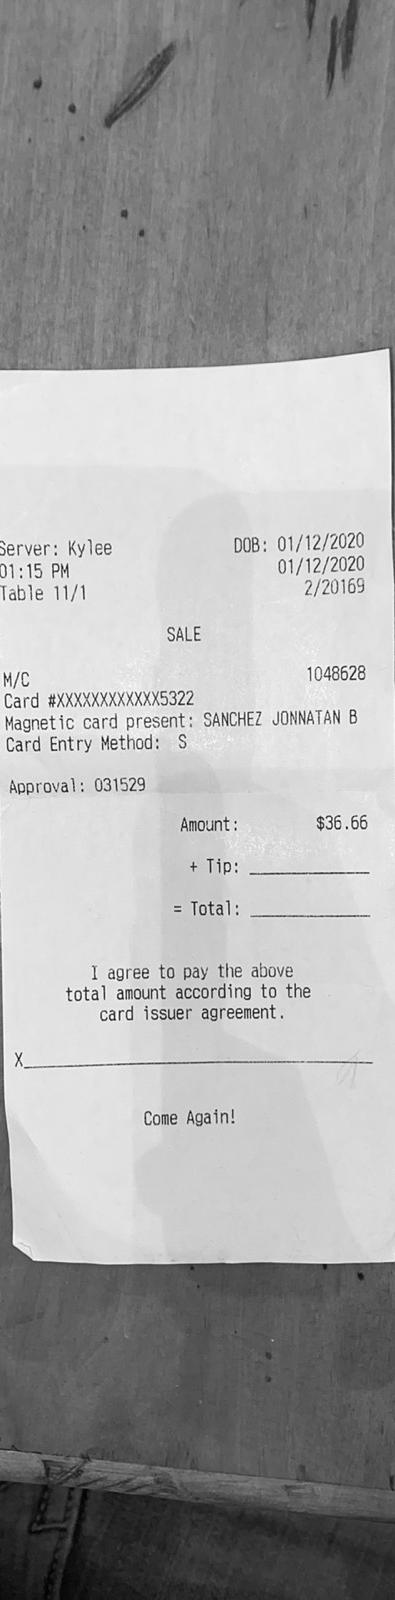 Server: Kylee DOB: 01/12/2020
01:15 PM 01/12/2020
Table 11/1 2/20169
SALE
M/C 1048628
Card #XXXXXXXXXXXX5322
Magnetic card present: SANCHEZ JONNATAN B
Card Entry Method: S
Approval: 031529
Amount: $36.66
+ Tip: ____________
= Total: ____________
I agree to pay the above
total amount according to the
card issuer agreement.
X____________________________________
Come Again!